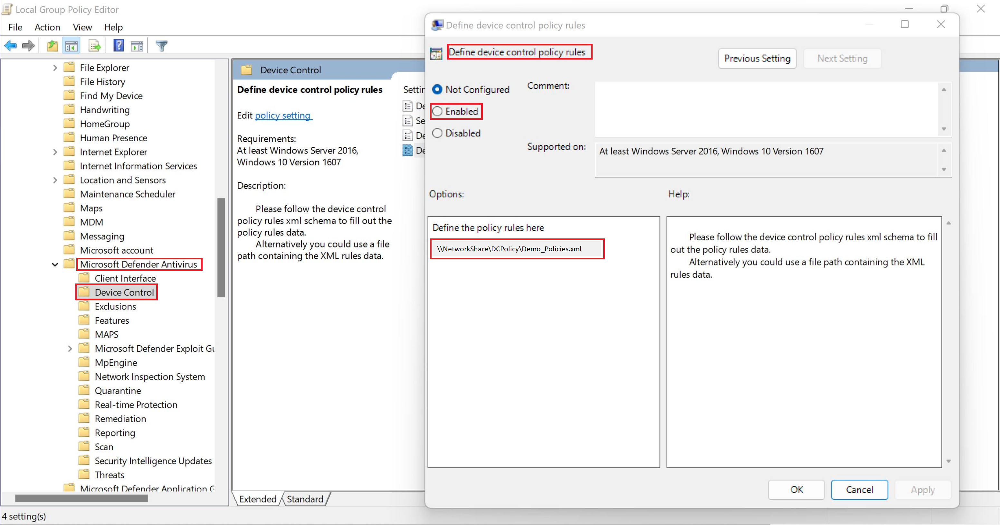 Local Group Policy Editor
File Action View Help
File Explorer
File History
Find My Device
Handwriting
HomeGroup
Human Presence
Internet Explorer
Internet Information Services
Location and Sensors
Maintenance Scheduler
Maps
MDM
Messaging
Microsoft account
Microsoft Defender Antivirus
Client Interface
Device Control
Exclusions
Features
MAPS
Microsoft Defender Exploit Gu
MpEngine
Network Inspection System
Quarantine
Real-time Protection
Remediation
Reporting
Scan
Security Intelligence Updates
Threats
Microsoft Defender Application G
Device Control
Define device control policy rules
Edit policy setting
Requirements:
At least Windows Server 2016,
Windows 10 Version 1607
Description:
Please follow the device control
policy rules xml schema to fill out the
policy rules data.
Alternatively you could use a file
path containing the XML rules data.
Settin
De
Se
De
De
Extended Standard
4 setting(s)
Define device control policy rules
Define device control policy rules
Previous Setting Next Setting
Not Configured
Enabled
Disabled
Comment:
Supported on:
At least Windows Server 2016, Windows 10 Version 1607
Options:
Help:
Define the policy rules here
\\NetworkShare\DCPolicy\Demo_Policies.xml
Please follow the device control policy rules xml schema to fill
out the policy rules data.
Alternatively you could use a file path containing the XML
rules data.
OK Cancel Apply